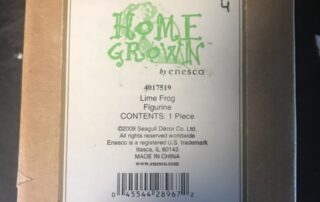 4
HOME
GROWN
by enesco
4017519
Lime Frog
Figurine
CONTENTS: 1 Piece
©2009 Seagull Décor Co. Ltd.
All rights reserved worldwide
Enesco is a registered U.S. trademark
Itasca, IL 60143
MADE IN CHINA
www.enesco.com
0 45544 28967 2